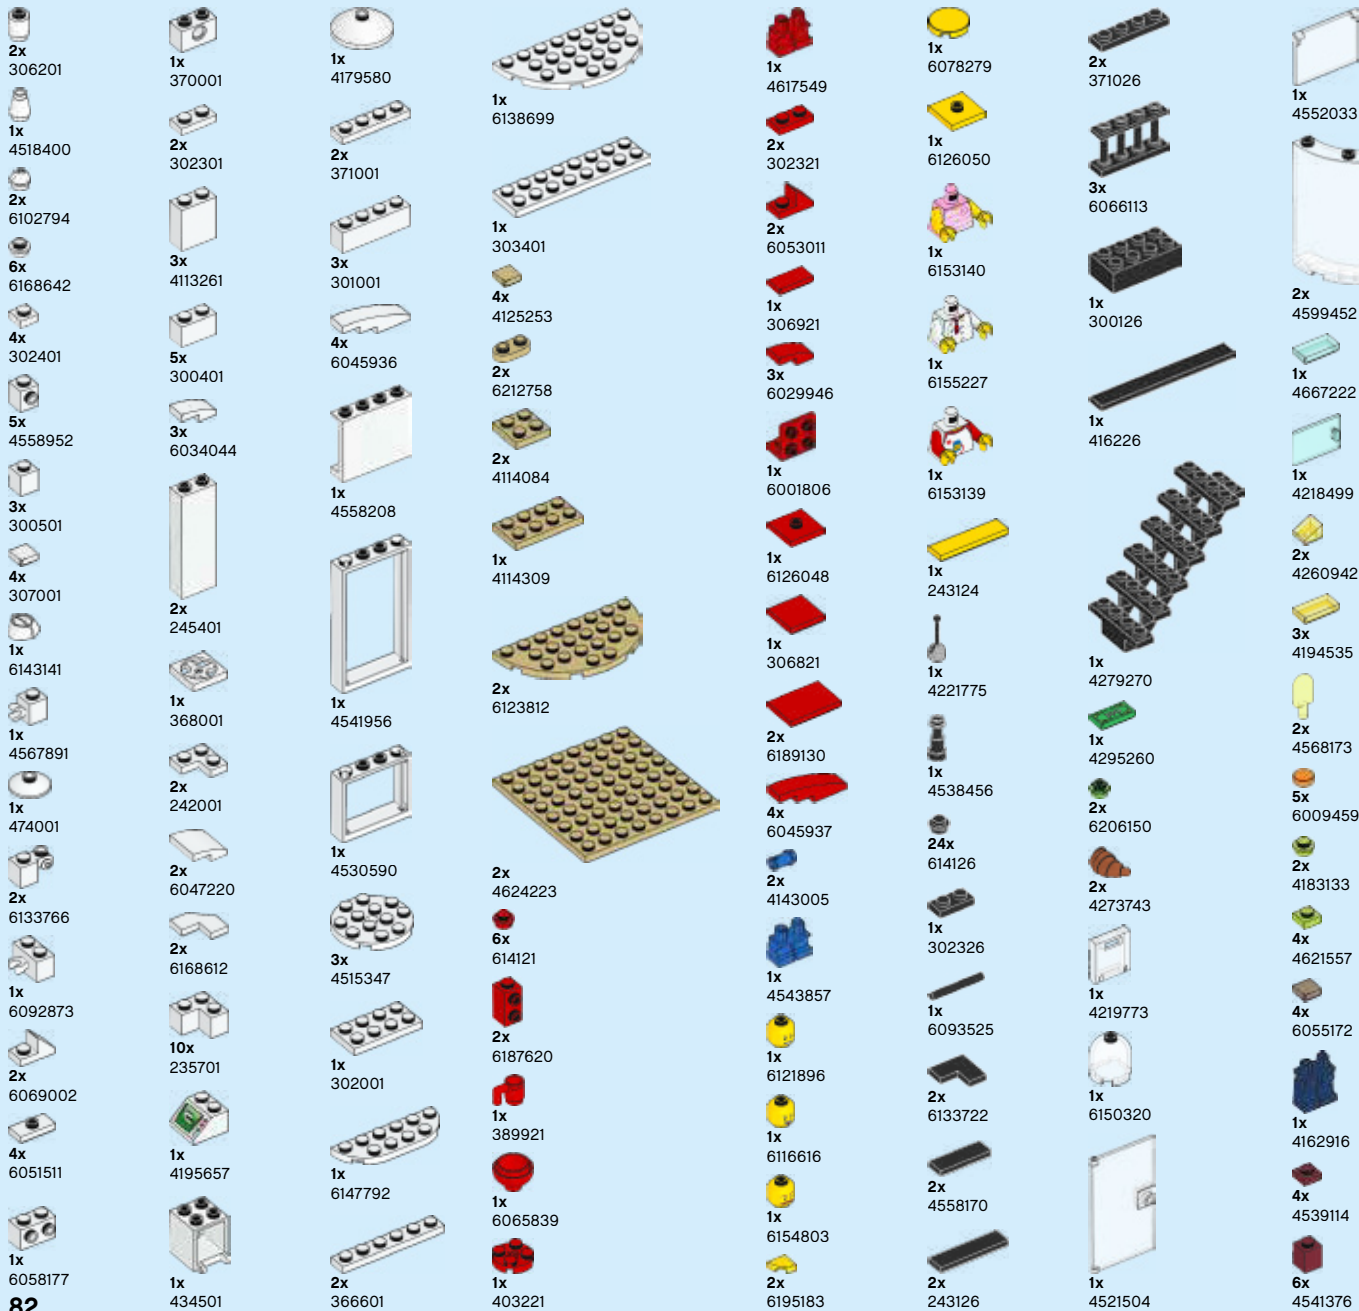 2x
306201
1x
4518400
2x
6102794
6x
6168642
4x
302401
5x
4558952
3x
300501
4x
307001
1x
6143141
1x
4567891
1x
474001
2x
6133766
1x
6092873
2x
6069002
4x
6051511
1x
6058177
82
1x
370001
2x
302301
3x
4113261
5x
300401
3x
6034044
2x
245401
1x
368001
2x
242001
2x
6047220
2x
6168612
10x
235701
1x
4195657
1x
434501
1x
4179580
2x
371001
3x
301001
4x
6045936
1x
4558208
1x
4541956
1x
4530590
3x
4515347
1x
302001
1x
6147792
2x
366601
1x
6138699
1x
303401
4x
4125253
2x
6212758
2x
4114084
1x
4114309
2x
6123812
2x
4624223
6x
614121
2x
6187620
1x
389921
1x
6065839
1x
403221
1x
4617549
2x
302321
2x
6053011
1x
306921
3x
6029946
1x
6001806
1x
6126048
1x
306821
2x
6189130
4x
6045937
2x
4143005
1x
4543857
1x
6121896
1x
6116616
1x
6154803
2x
6195183
1x
6078279
1x
6126050
1x
6153140
1x
6155227
1x
6153139
1x
243124
1x
4221775
1x
4538456
24x
614126
1x
302326
1x
6093525
2x
6133722
2x
4558170
2x
243126
2x
371026
3x
6066113
1x
300126
1x
416226
1x
4279270
1x
4295260
2x
6206150
2x
4273743
1x
4219773
1x
6150320
1x
4521504
1x
4552033
2x
4599452
1x
4667222
1x
4218499
2x
4260942
3x
4194535
2x
4568173
5x
6009459
2x
4183133
4x
4621557
4x
6055172
1x
4162916
4x
4539114
6x
4541376